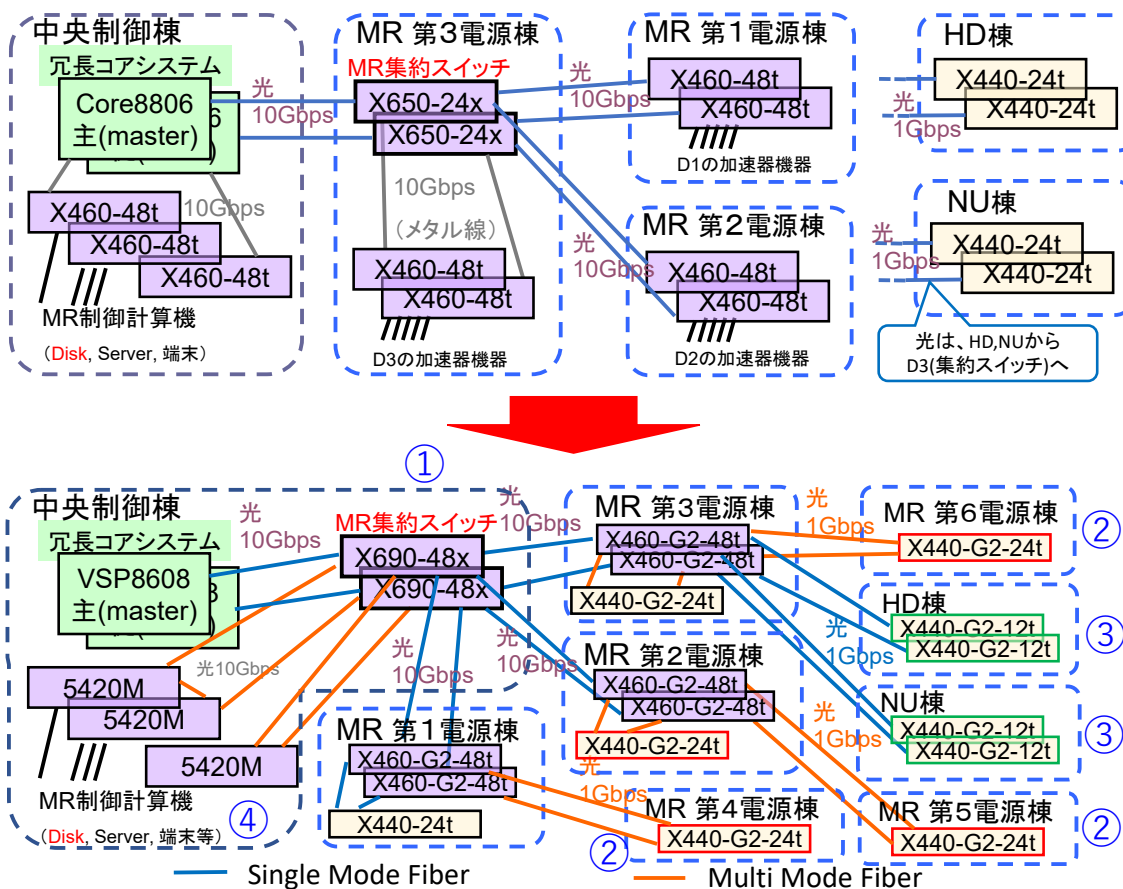 中央制御棟
冗長コアシステム
Core8806
主(master)
6
)
光
10Gbps
X460-48t
X460-48t
X460-48t
10Gbps
MR制御計算機
(Disk, Server, 端末)
MR 第3電源棟
MR集約スイッチ
X650-24x
X650-24x
10Gbps
(メタル線)
X460-48t
X460-48t
D3の加速器機器
光
10Gbps
光
10Gbps
MR 第1電源棟
X460-48t
X460-48t
D1の加速器機器
MR 第2電源棟
X460-48t
X460-48t
D2の加速器機器
HD棟
X440-24t
X440-24t
光
1Gbps
NU棟
X440-24t
X440-24t
光
1Gbps
光は、HD,NUから
D3(集約スイッチ)へ
①
中央制御棟
冗長コアシステム
VSP8608
主(master)
3
)
光
10Gbps
MR集約スイッチ
X690-48x
X690-48x
光
10Gbps
光10Gbps
5420M
5420M
5420M
MR制御計算機
(Disk, Server, 端末等)
④
光
10Gbps
光
10Gbps
MR 第1電源棟
X460-G2-48t
X460-G2-48t
X440-24t
MR 第3電源棟
X460-G2-48t
X460-G2-48t
X440-G2-24t
MR 第2電源棟
X460-G2-48t
X460-G2-48t
X440-G2-24t
光
1Gbps
MR 第4電源棟
X440-G2-24t
②
光
1Gbps
MR 第6電源棟
X440-G2-24t
②
光
1Gbps
HD棟
X440-G2-12t
X440-G2-12t
③
NU棟
X440-G2-12t
X440-G2-12t
③
光
1Gbps
MR 第5電源棟
X440-G2-24t
②
Single Mode Fiber
Multi Mode Fiber